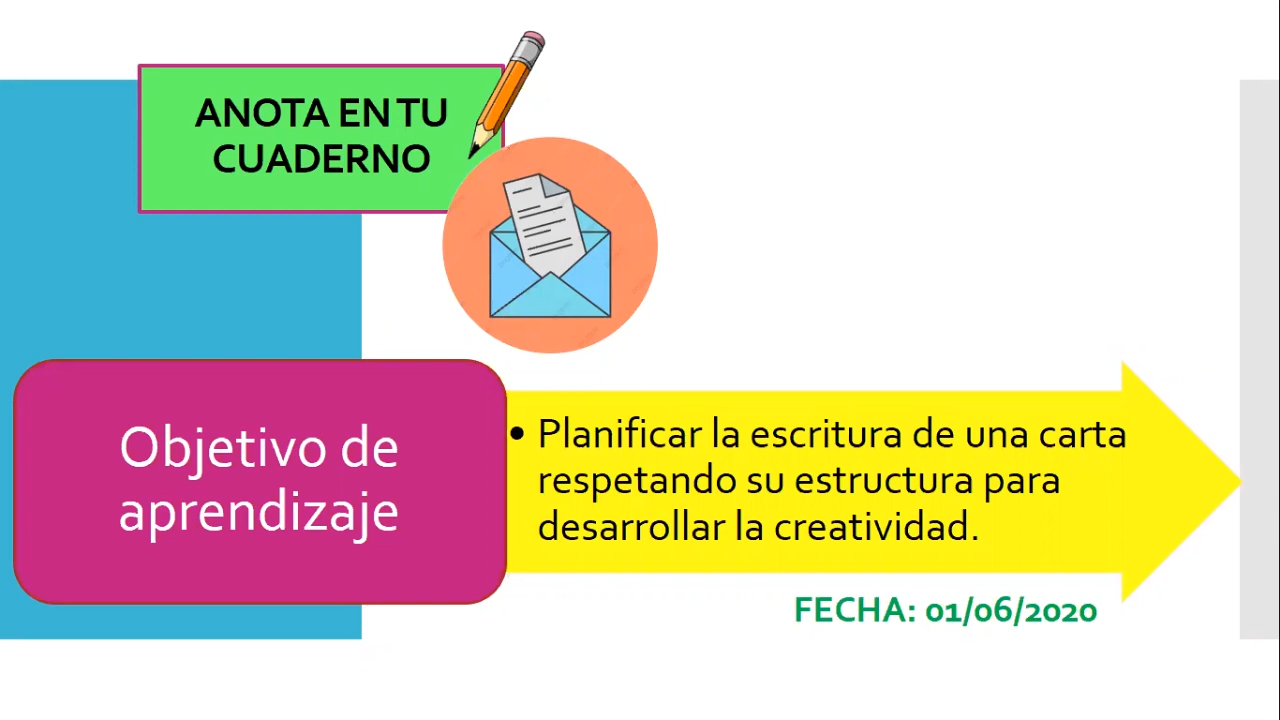 ANOTA EN TU
CUADERNO
Objetivo de
aprendizaje
• Planificar la escritura de una carta
respetando su estructura para
desarrollar la creatividad.
FECHA: 01/06/2020